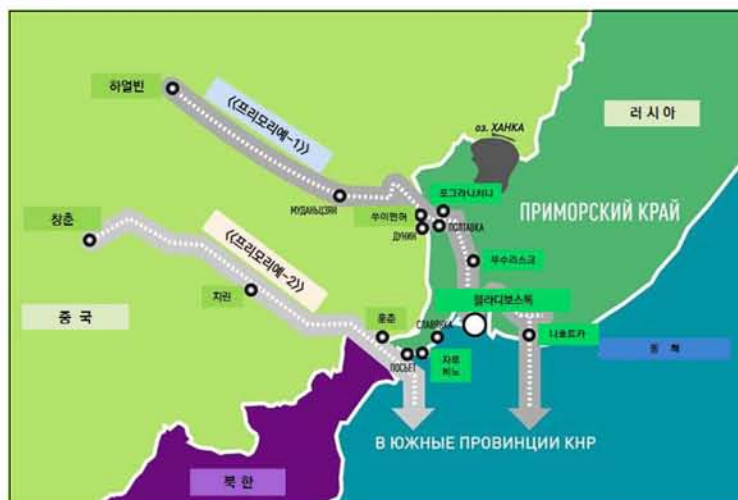 하얼빈
《프리모리예-1》
оз. ХАНКА
러시아
МУДАНЬЦЗЯН
쑤이펀허
포그라니치니
ДУНИН
ПОЛТАВКА
ПРИМОРСКИЙ КРАЙ
창춘
《프리모리예-2》
우수리스크
지린
블라디보스톡
중국
훈춘
СЛАВЯНКА
나호트카
동해
ПОСЬЕТ
자루
비노
В ЮЖНЫЕ ПРОВИНЦИИ КНР
북한